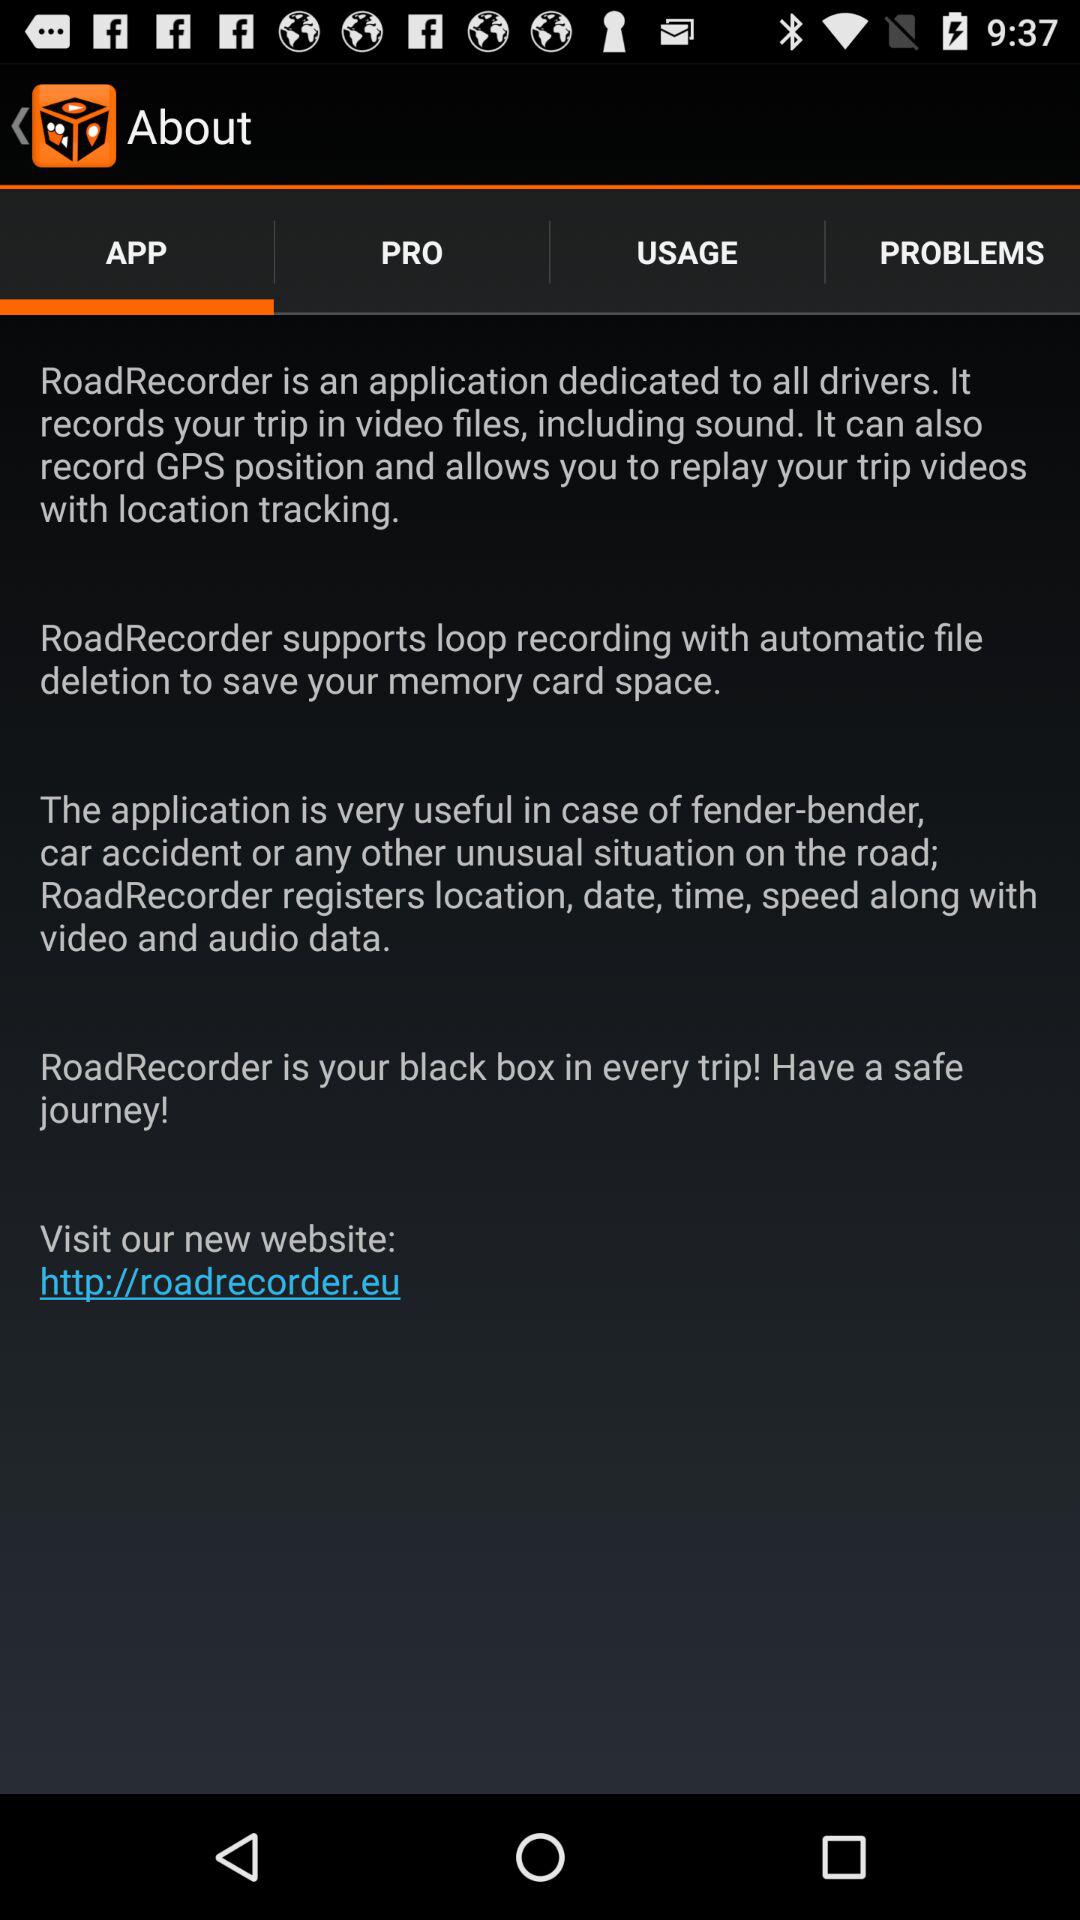 9:37
About
APP PRO USAGE PROBLEMS
RoadRecorder is an application dedicated to all drivers. It
records your trip in video files, including sound. It can also
record GPS position and allows you to replay your trip videos
with location tracking.
RoadRecorder supports loop recording with automatic file
deletion to save your memory card space.
The application is very useful in case of fender-bender,
car accident or any other unusual situation on the road;
RoadRecorder registers location, date, time, speed along with
video and audio data.
RoadRecorder is your black box in every trip! Have a safe
journey!
Visit our new website:
http://roadrecorder.eu